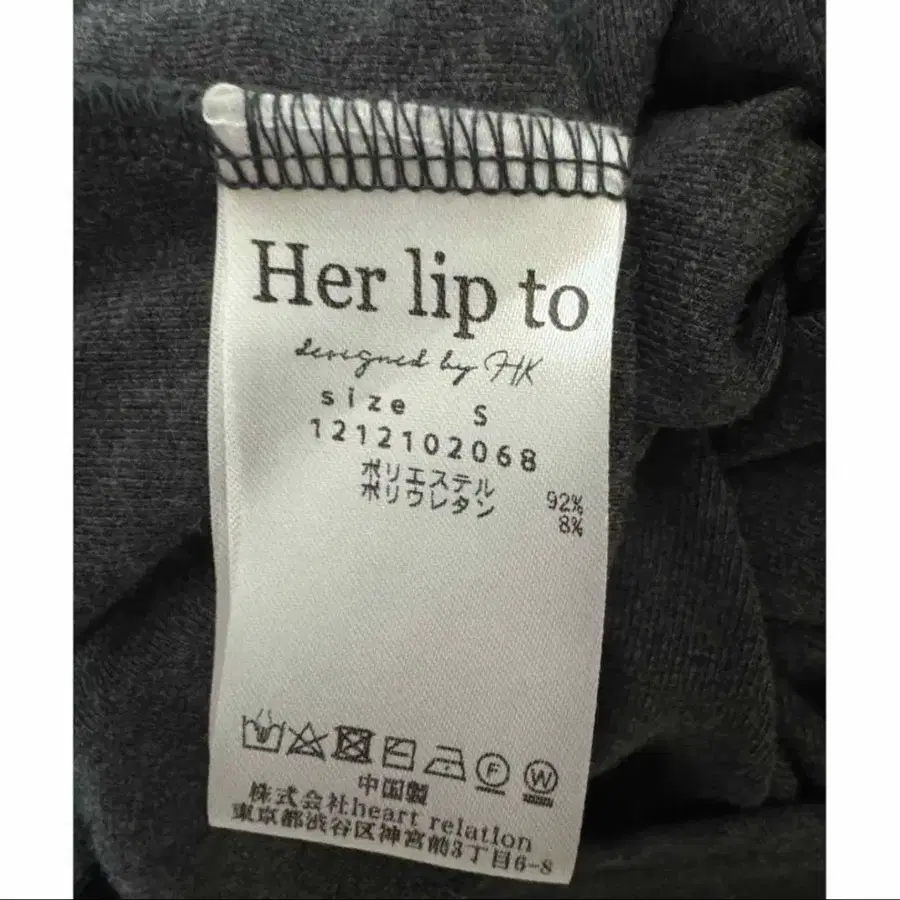 Her lip to
designed by HK
size S
1212102068
ポリエステル 92%
ポリウレタン 8%
F W
中国製
株式会社heart relation
東京都渋谷区神宮前3丁目6-8